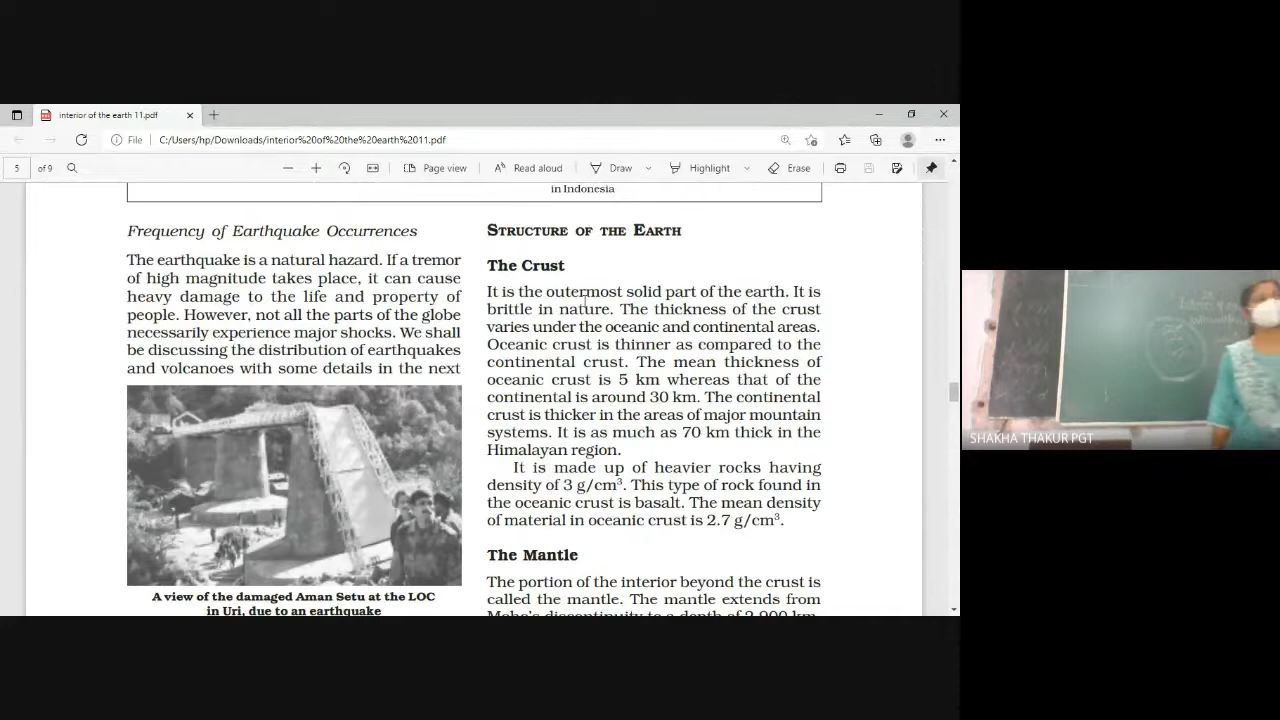 interior of the earth 11.pdf
File
C:/Users/hp/Downloads/interior%20of%20the%20earth%2011.pdf
5 of 9
Page view
Read aloud
Draw
Highlight
Erase
in Indonesia
Frequency of Earthquake Occurrences
The earthquake is a natural hazard. If a tremor
of high magnitude takes place, it can cause
heavy damage to the life and property of
people. However, not all the parts of the globe
necessarily experience major shocks. We shall
be discussing the distribution of earthquakes
and volcanoes with some details in the next
A view of the damaged Aman Setu at the LOC
in Uri, due to an earthquake
STRUCTURE OF THE EARTH
The Crust
It is the outermost solid part of the earth. It is
brittle in nature. The thickness of the crust
varies under the oceanic and continental areas.
Oceanic crust is thinner as compared to the
continental crust. The mean thickness of
oceanic crust is 5 km whereas that of the
continental is around 30 km. The continental
crust is thicker in the areas of major mountain
systems. It is as much as 70 km thick in the
Himalayan region.
It is made up of heavier rocks having
density of 3 g/cm³. This type of rock found in
the oceanic crust is basalt. The mean density
of material in oceanic crust is 2.7 g/cm³.
The Mantle
The portion of the interior beyond the crust is
called the mantle. The mantle extends from
Moho's discontinuity to a depth of 2,900 km.
SHAKHA THAKUR PGT